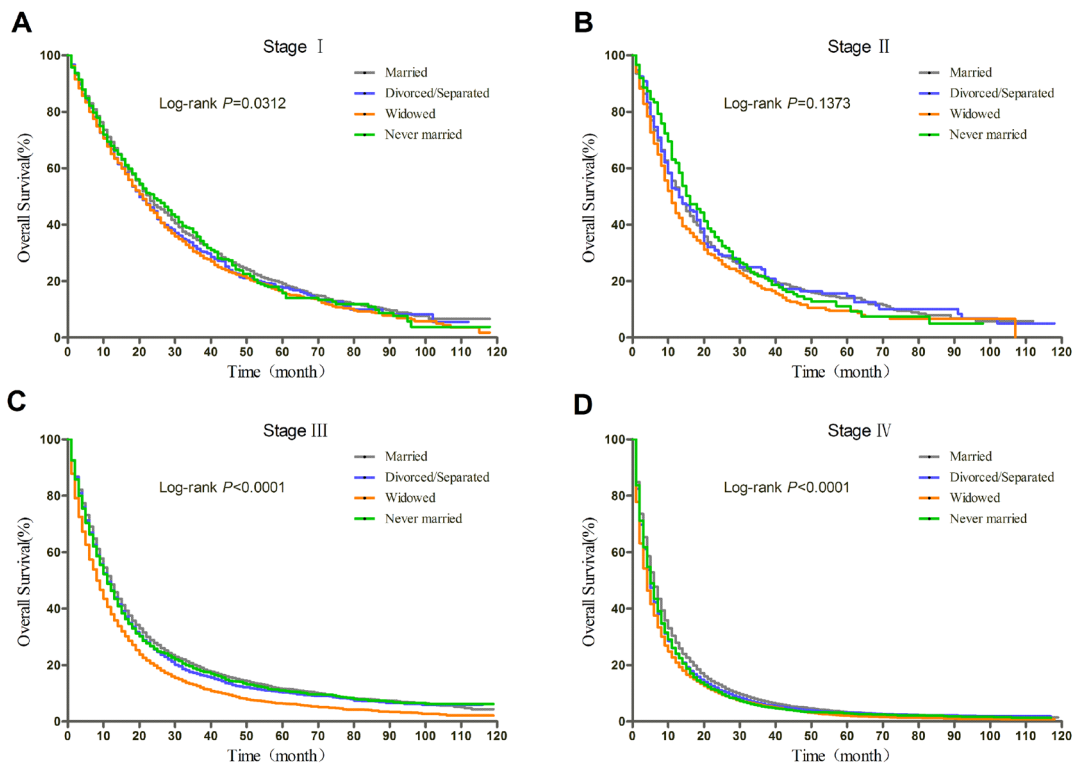 A
Stage Ⅰ
Log-rank P=0.0312
Married
Divorced/Separated
Widowed
Never married
Overall Survival(%)
100
80
60
40
20
0
0 10 20 30 40 50 60 70 80 90 100 110 120
Time（month）
B
Stage Ⅱ
Log-rank P=0.1373
Married
Divorced/Separated
Widowed
Never married
Overall Survival(%)
100
80
60
40
20
0
0 10 20 30 40 50 60 70 80 90 100 110 120
Time（month）
C
Stage Ⅲ
Log-rank P<0.0001
Married
Divorced/Separated
Widowed
Never married
Overall Survival(%)
100
80
60
40
20
0
0 10 20 30 40 50 60 70 80 90 100 110 120
Time（month）
D
Stage Ⅳ
Log-rank P<0.0001
Married
Divorced/Separated
Widowed
Never married
Overall Survival(%)
100
80
60
40
20
0
0 10 20 30 40 50 60 70 80 90 100 110 120
Time（month）